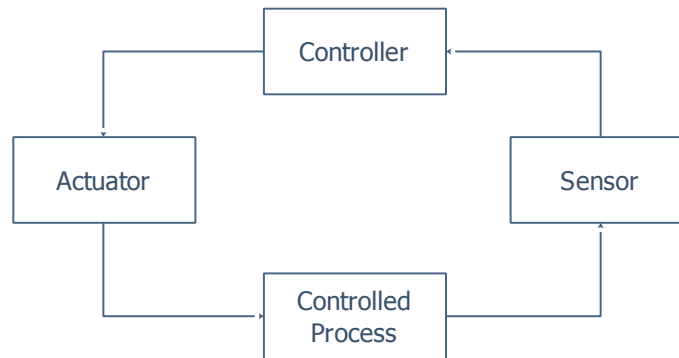 Controller
Actuator
Sensor
Controlled
Process